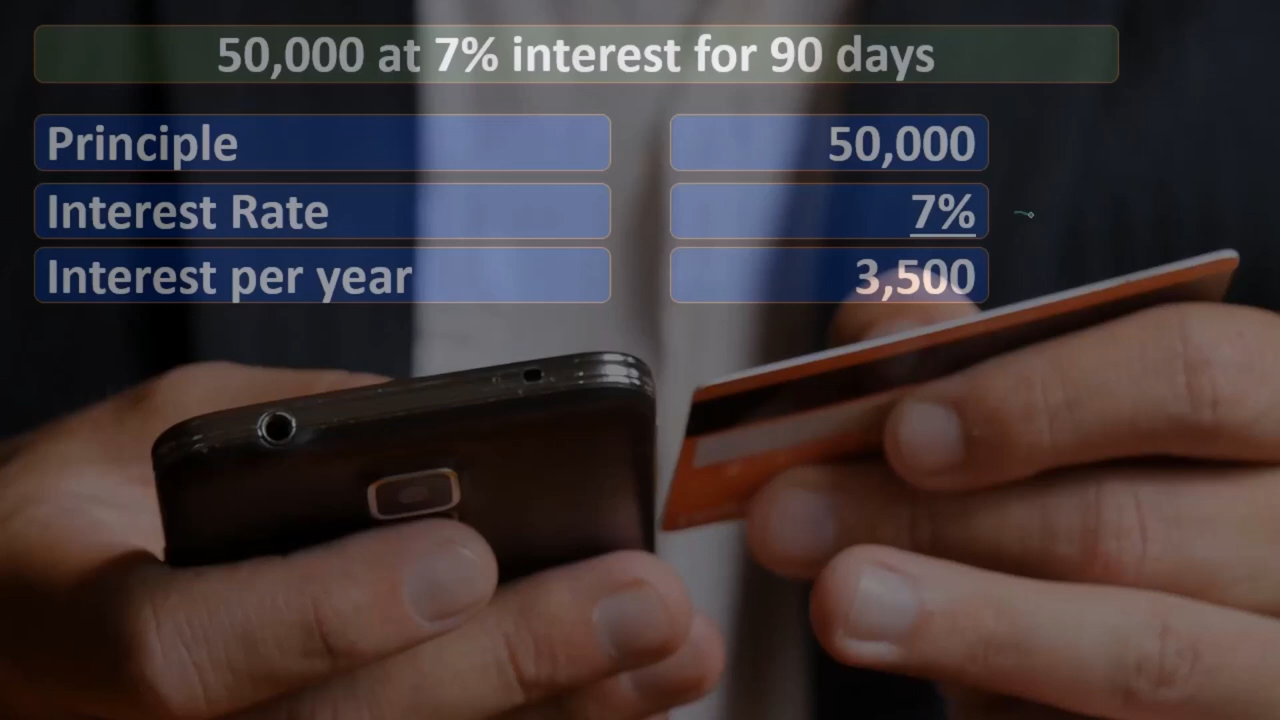 50,000 at 7% interest for 90 days
Principle 50,000
Interest Rate 7%
Interest per year 3,500